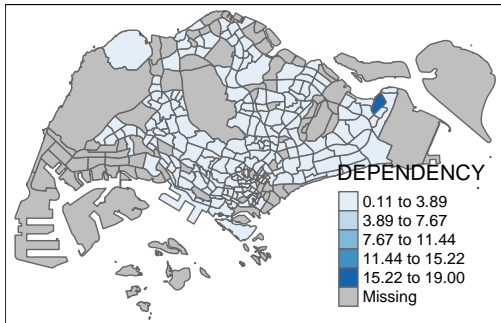 DEPENDENCY
0.11 to 3.89
3.89 to 7.67
7.67 to 11.44
11.44 to 15.22
15.22 to 19.00
Missing